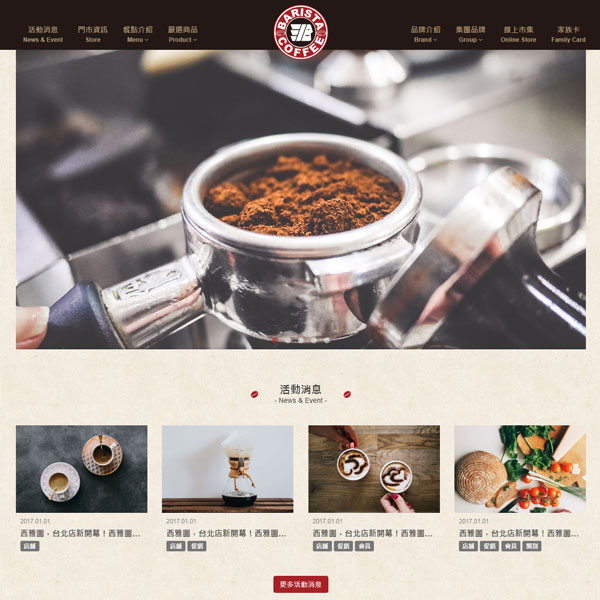 活動消息
News & Event
門市資訊
Store
餐點介紹
Menu
嚴選商品
Product
BARISTA
COFFEE
品牌介紹
Brand
集團品牌
Group
線上市集
Online Store
家族卡
Family Card
活動消息
- News & Event -
2017.01.01
西雅圖，台北店新開幕！西雅圖...
店舖
2017.01.01
西雅圖，台北店新開幕！西雅圖...
店舖 促銷
2017.01.01
西雅圖，台北店新開幕！西雅圖...
店舖 促銷 會員
2017.01.01
西雅圖，台北店新開幕！西雅圖...
店舖 促銷 會員 類別
更多活動消息